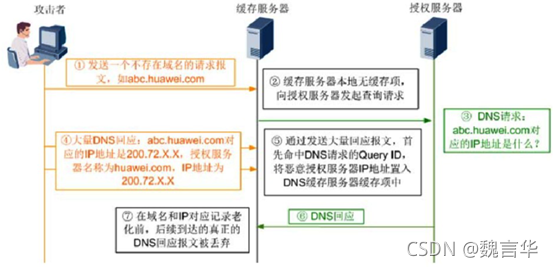 攻击者
缓存服务器
授权服务器
① 发送一个不存在域名的请求报
文，如abc.huawei.com
② 缓存服务器本地无缓存项，
向授权服务器发起查询请求
③ DNS请求：
abc.huawei.com对
应的IP地址是什么？
④大量DNS回应：abc.huawei.com对
应的IP地址是200.72.X.X，授权服务
器名称为huawei.com，IP地址为
200.72.X.X
⑤ 通过发送大量回应报文，首
先命中DNS请求的Query ID，
将恶意授权服务器IP地址置入
DNS缓存服务器缓存项中
⑥ DNS回应
⑦ 在域名和IP对应记录老化
前，后续到达的真正的
DNS回应报文被丢弃
CSDN @魏言华